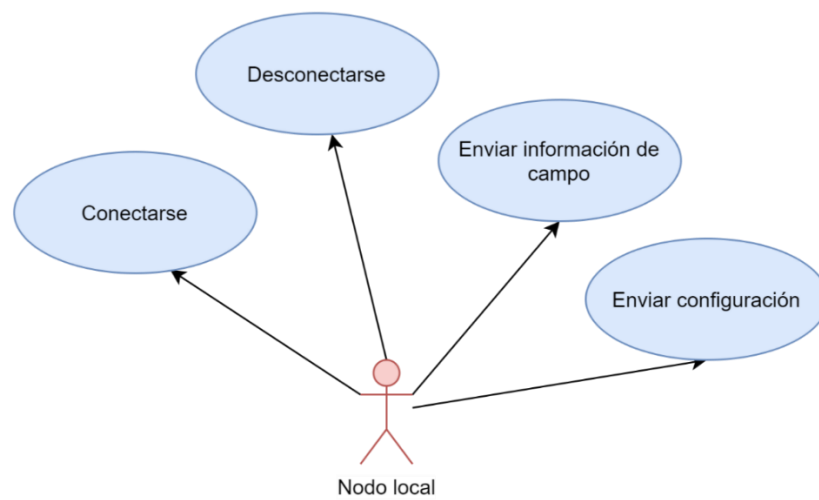 Desconectarse
Enviar información de
campo
Conectarse
Enviar configuración
Nodo local